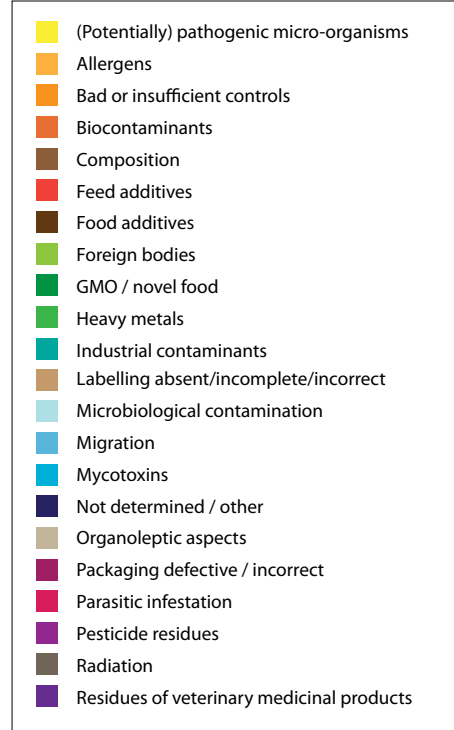 (Potentially) pathogenic micro-organisms
Allergens
Bad or insufficient controls
Biocontaminants
Composition
Feed additives
Food additives
Foreign bodies
GMO / novel food
Heavy metals
Industrial contaminants
Labelling absent/incomplete/incorrect
Microbiological contamination
Migration
Mycotoxins
Not determined / other
Organoleptic aspects
Packaging defective / incorrect
Parasitic infestation
Pesticide residues
Radiation
Residues of veterinary medicinal products